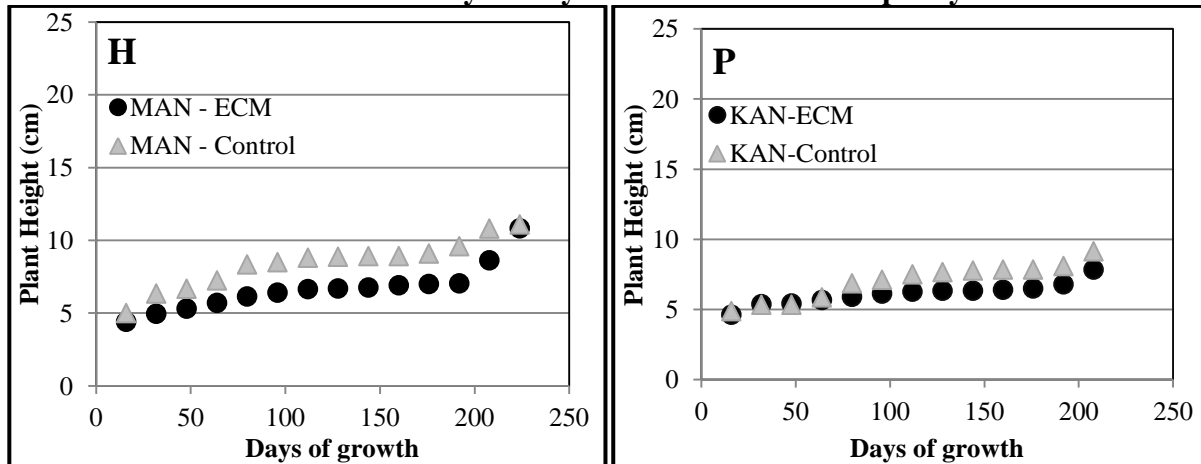 H
MAN - ECM
MAN - Control
Plant Height (cm)
25
20
15
10
5
0
0 50 100 150 200 250
Days of growth
P
KAN-ECM
KAN-Control
Plant Height (cm)
25
20
15
10
5
0
0 50 100 150 200 250
Days of growth